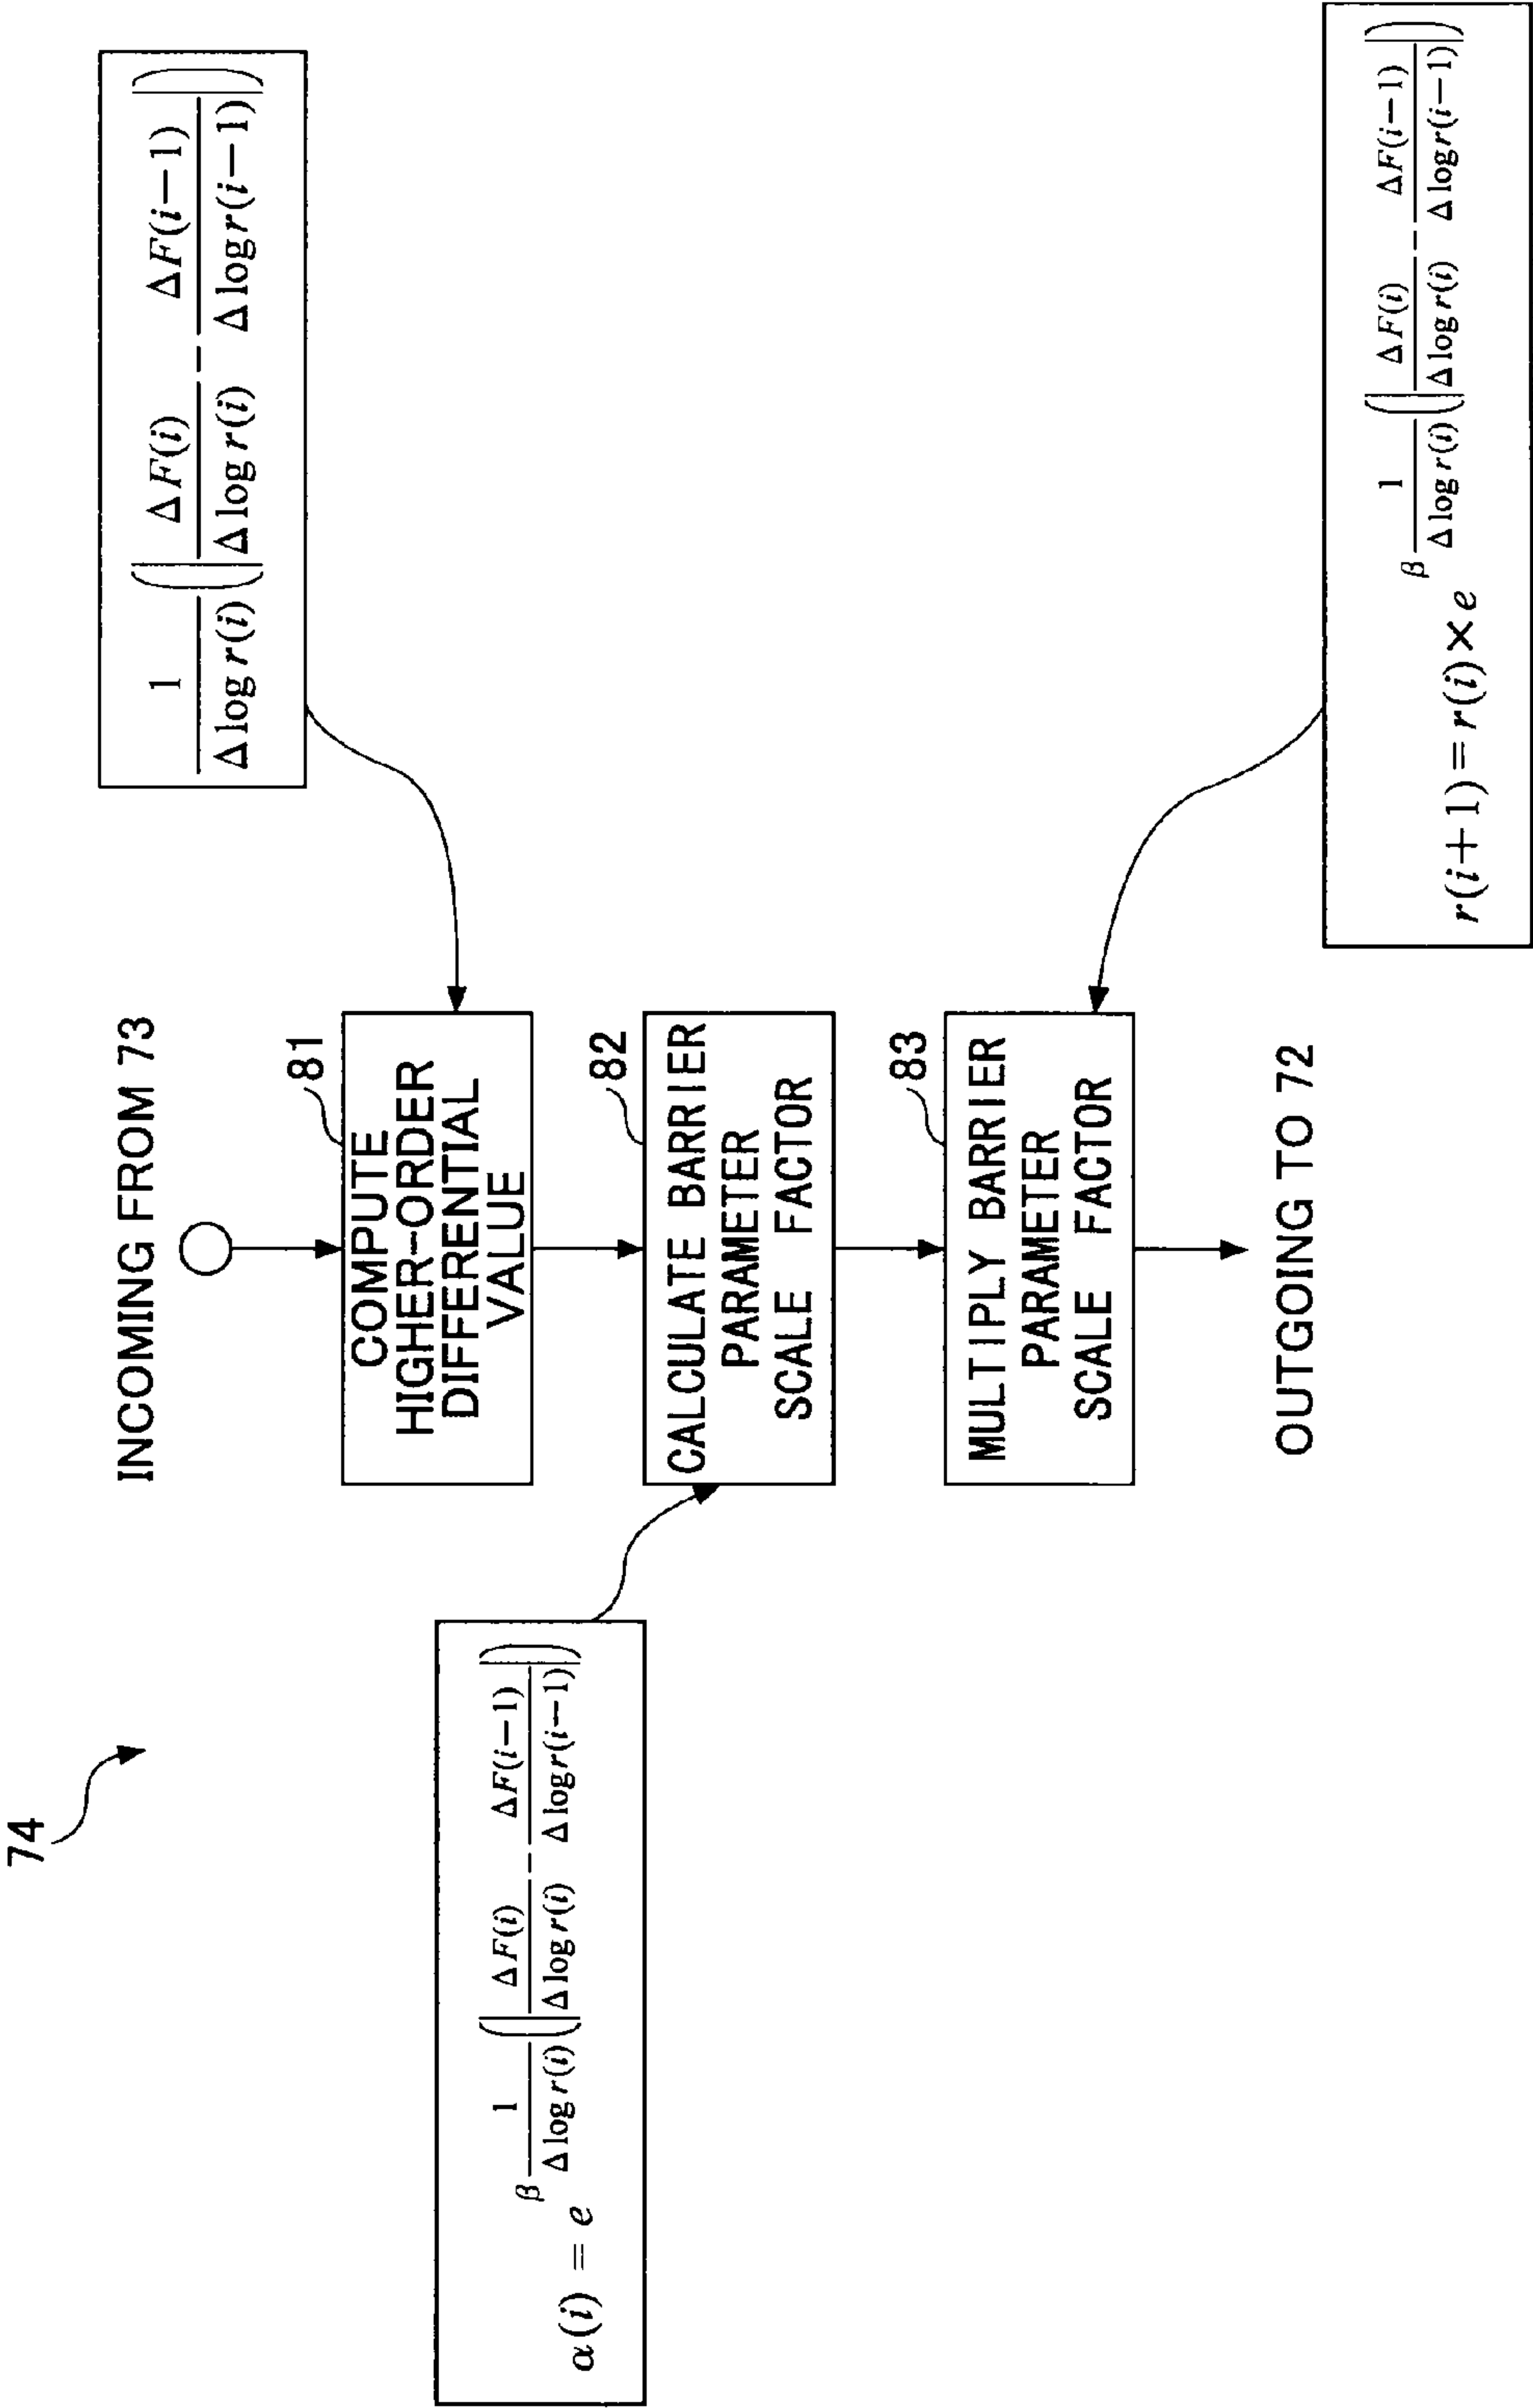 74
INCOMING FROM 73
81
COMPUTE
HIGHER-ORDER
DIFFERENTIAL
VALUE
1/(Δlog r(i)) (ΔF(i)/(Δlog r(i)) − ΔF(i−1)/(Δlog r(i−1)))
82
CALCULATE BARRIER
PARAMETER
SCALE FACTOR
α(i) = e^(β 1/(Δlog r(i)) (ΔF(i)/(Δlog r(i)) − ΔF(i−1)/(Δlog r(i−1))))
83
MULTIPLY BARRIER
PARAMETER
SCALE FACTOR
r(i+1) = r(i) × e^(β 1/(Δlog r(i)) (ΔF(i)/(Δlog r(i)) − ΔF(i−1)/(Δlog r(i−1))))
OUTGOING TO 72